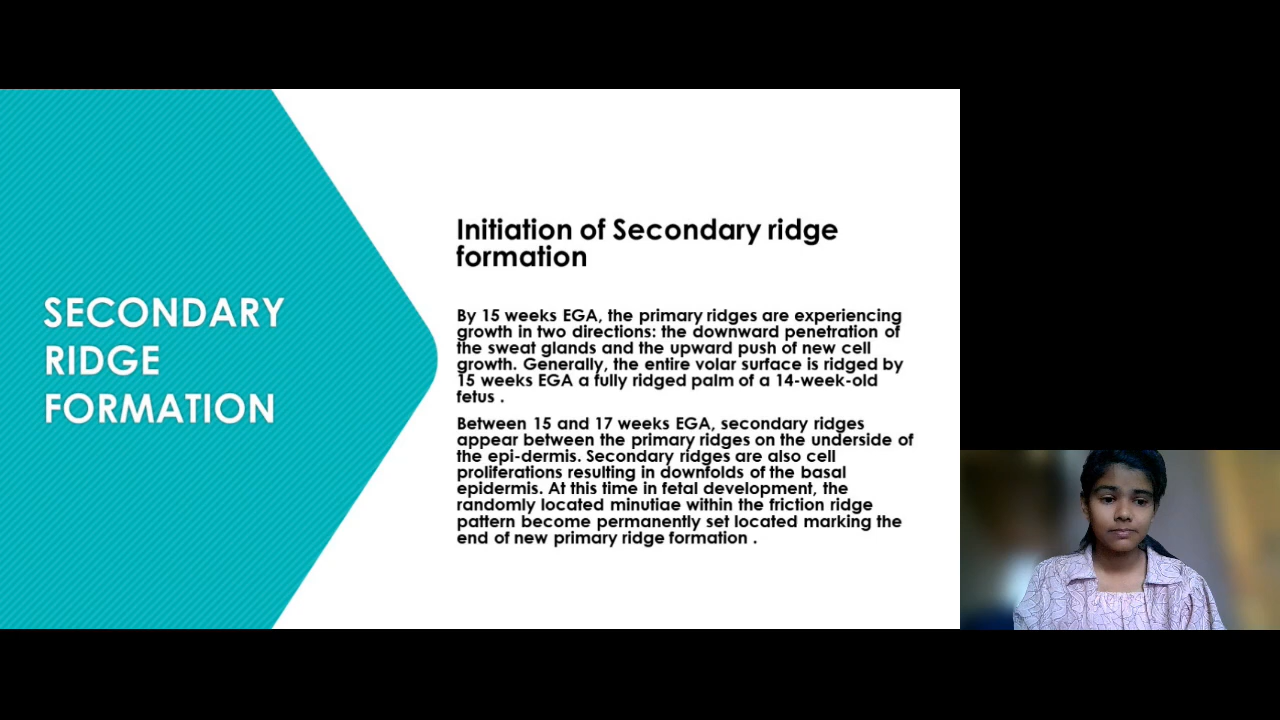 SECONDARY
RIDGE
FORMATION
Initiation of Secondary ridge
formation
By 15 weeks EGA, the primary ridges are experiencing
growth in two directions: the downward penetration of
the sweat glands and the upward push of new cell
growth. Generally, the entire volar surface is ridged by
15 weeks EGA a fully ridged palm of a 14-week-old
fetus .
Between 15 and 17 weeks EGA, secondary ridges
appear between the primary ridges on the underside of
the epi-dermis. Secondary ridges are also cell
proliferations resulting in downfolds of the basal
epidermis. At this time in fetal development, the
randomly located minutiae within the friction ridge
pattern become permanently set located marking the
end of new primary ridge formation .